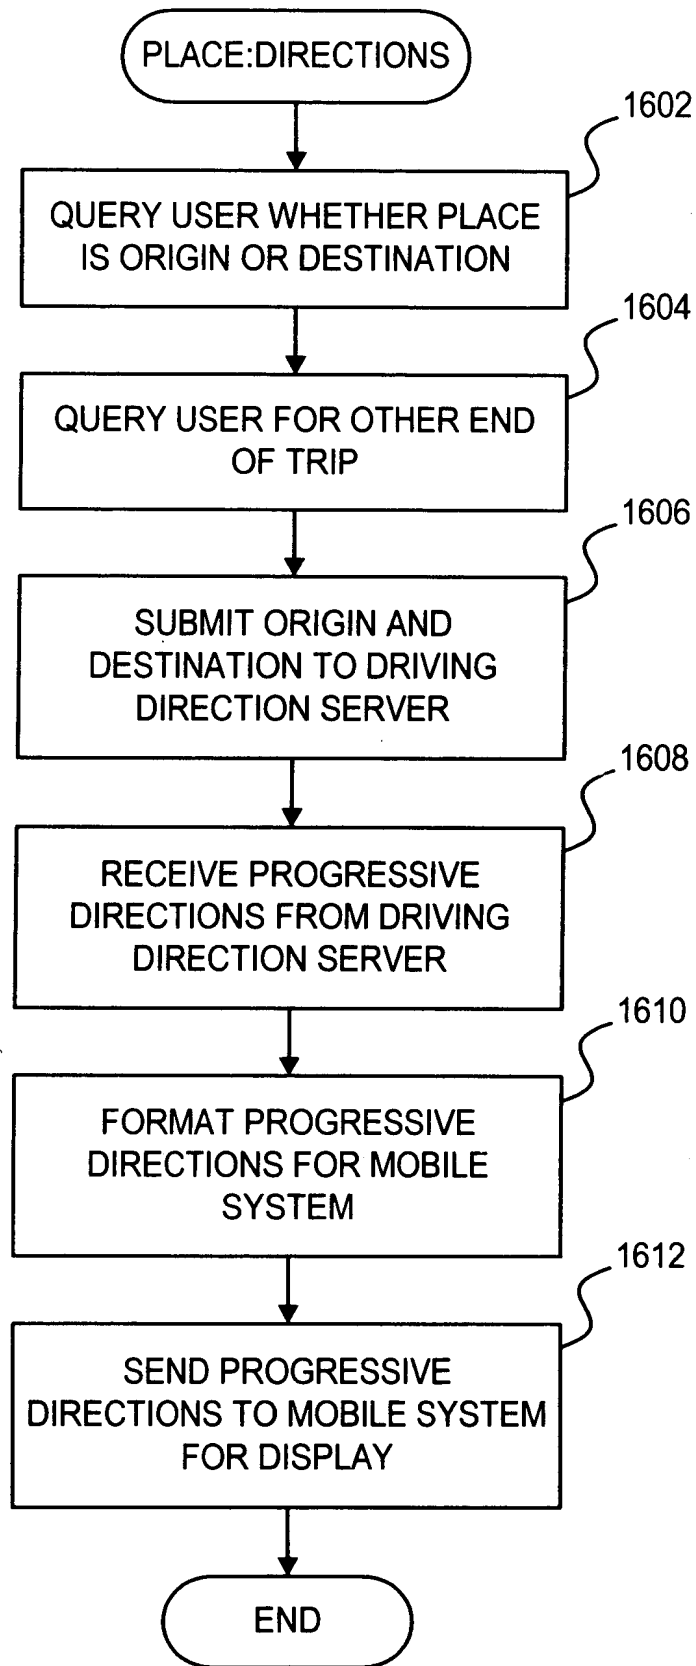 PLACE:DIRECTIONS
1602
QUERY USER WHETHER PLACE
IS ORIGIN OR DESTINATION
1604
QUERY USER FOR OTHER END
OF TRIP
1606
SUBMIT ORIGIN AND
DESTINATION TO DRIVING
DIRECTION SERVER
1608
RECEIVE PROGRESSIVE
DIRECTIONS FROM DRIVING
DIRECTION SERVER
1610
FORMAT PROGRESSIVE
DIRECTIONS FOR MOBILE
SYSTEM
1612
SEND PROGRESSIVE
DIRECTIONS TO MOBILE SYSTEM
FOR DISPLAY
END